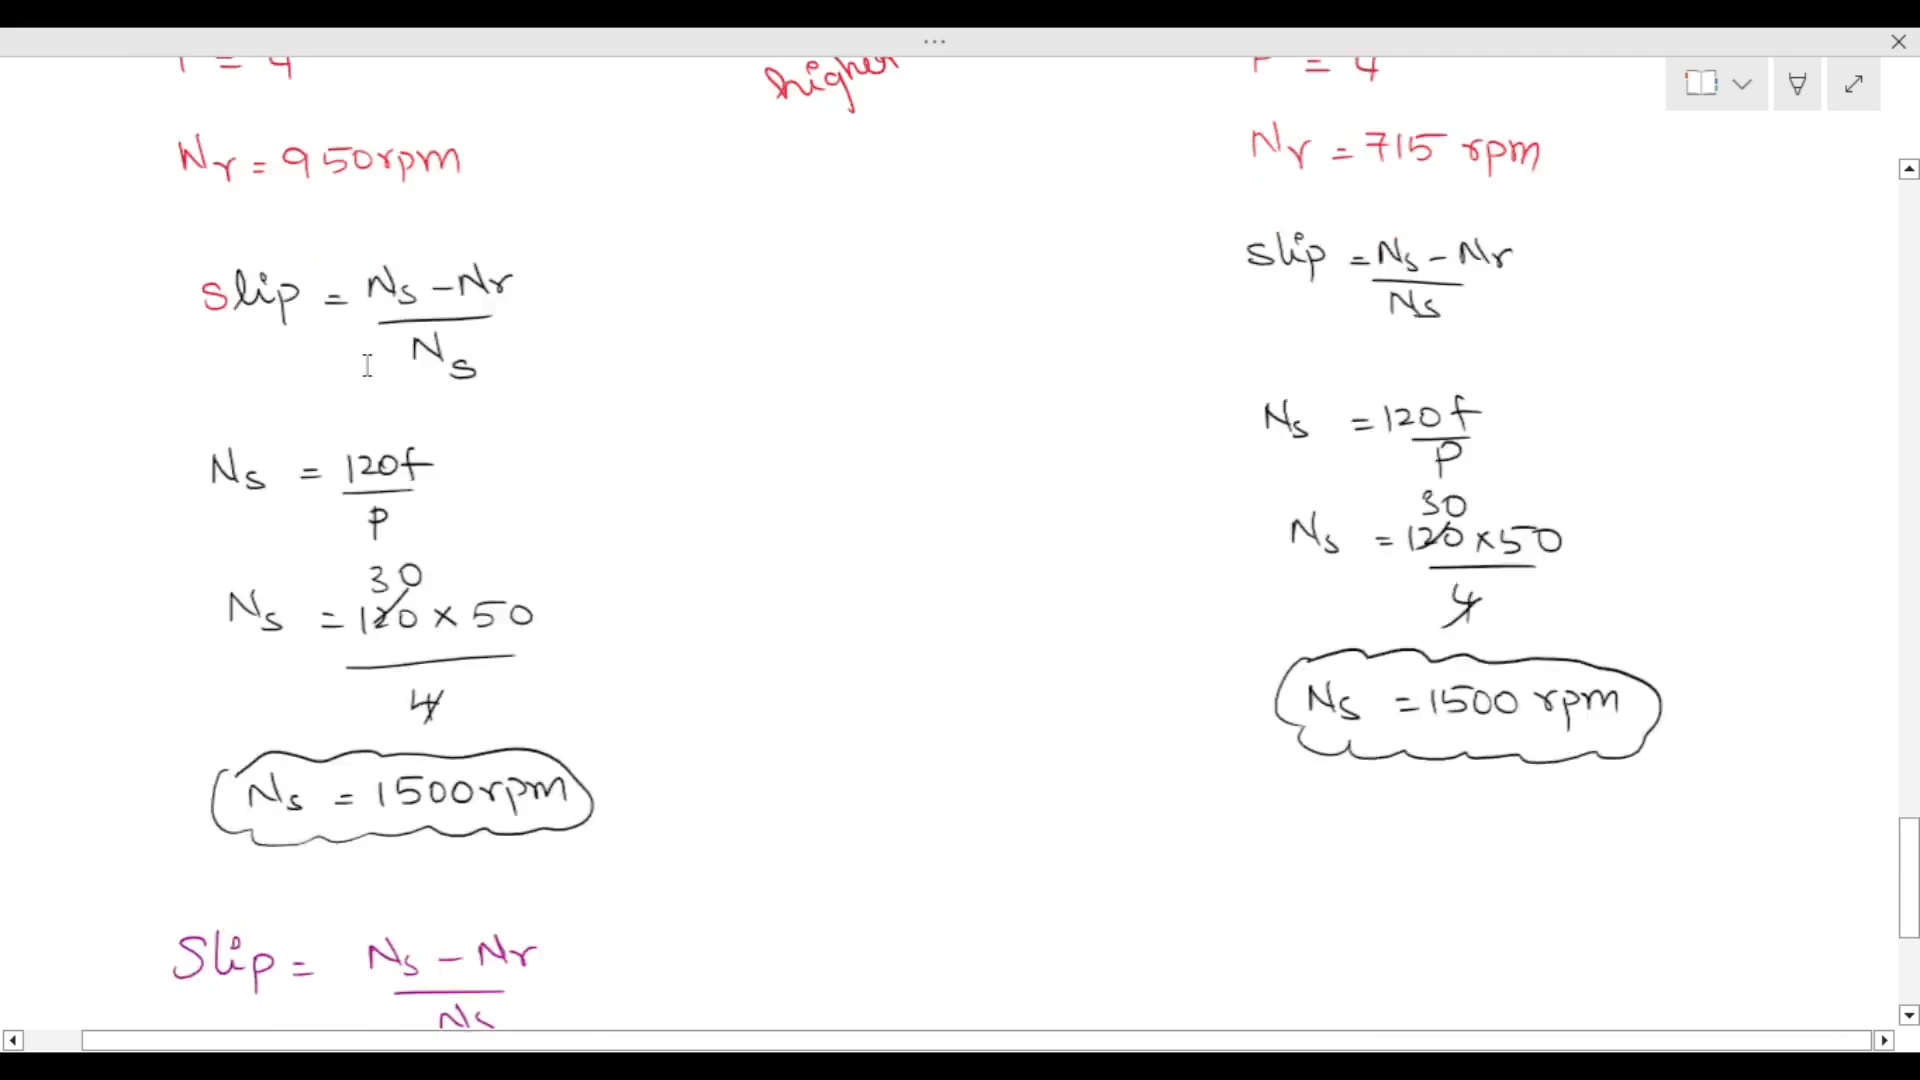 P = 4
Nr = 950rpm
Slip = Ns - Nr
Ns
Ns = 120f
P
30
Ns = 120 x 50
4
Ns = 1500rpm
Slip = Ns - Nr
Ns
higher
P = 4
Nr = 715 rpm
Slip = Ns - Nr
Ns
Ns = 120f
P
30
Ns = 120 x 50
4
Ns = 1500 rpm